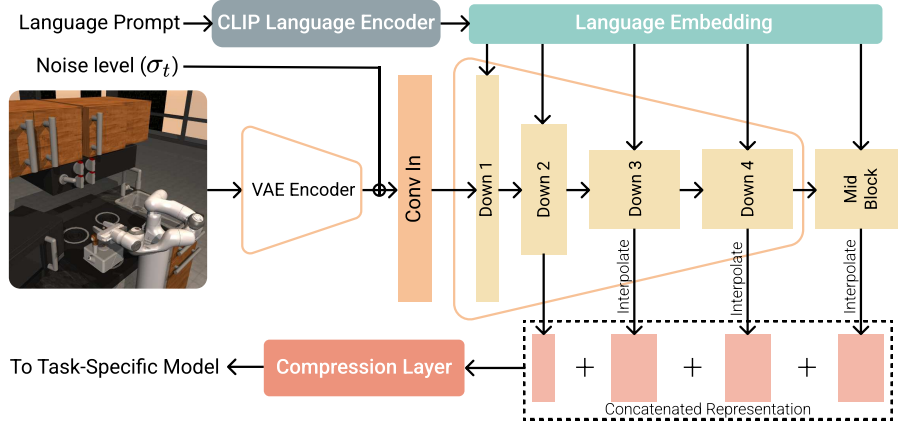 Language Prompt
CLIP Language Encoder
Language Embedding
Noise level (σt)
VAE Encoder
Conv In
Down 1
Down 2
Down 3
Down 4
Mid
Block
Interpolate
Interpolate
Interpolate
To Task-Specific Model
Compression Layer
+ + +
Concatenated Representation